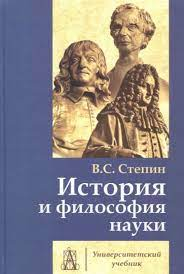 В.С. Степин
История
и философия
науки
Университетский
учебник